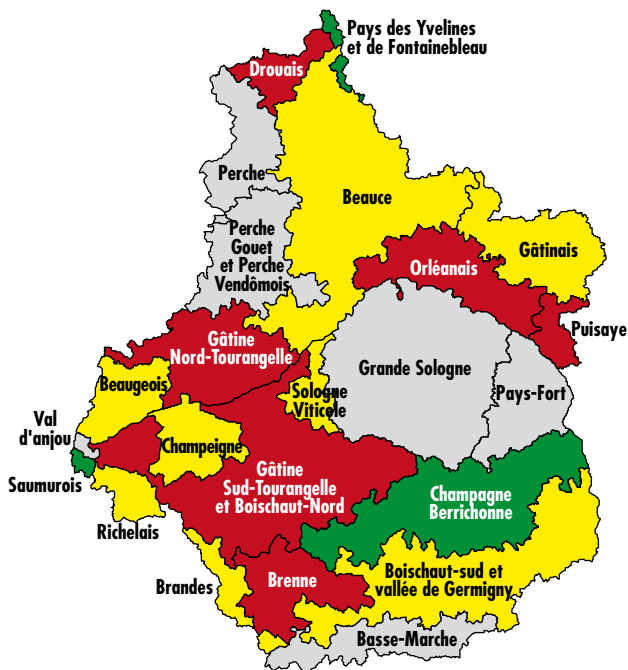 Pays des Yvelines
et de Fontainebleau
Drouais
Perche
Beauce
Perche
Gouet
et Perche
Vendômois
Gâtinais
Orléanais
Puisaye
Gâtine
Nord-Tourangelle
Grande Sologne
Beaugeois
Sologne
Viticole
Pays-Fort
Val
d'anjou
Champeigne
Gâtine
Sud-Tourangelle
et Boischaut-Nord
Saumurois
Champagne
Berrichonne
Richelais
Boischaut-sud et
vallée de Germigny
Brandes
Brenne
Basse-Marche